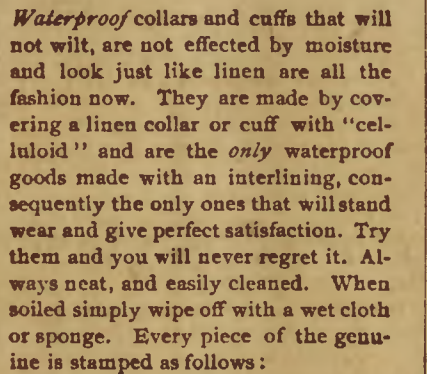 Waterproof collars and cuffs that will
not wilt, are not effected by moisture
and look just like linen are all the
fashion now. They are made by cov-
ering a linen collar or cuff with "cel-
luloid" and are the only waterproof
goods made with an interlining, con-
sequently the only ones that will stand
wear and give perfect satisfaction. Try
them and you will never regret it. Al-
ways neat, and easily cleaned. When
soiled simply wipe off with a wet cloth
or sponge. Every piece of the genu-
ine is stamped as follows: